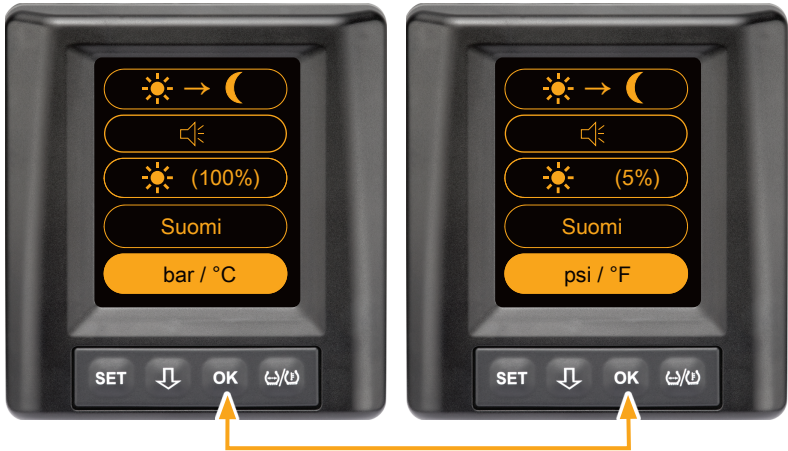 (100%)
Suomi
bar / °C
SET
OK
(5%)
Suomi
psi / °F
SET
OK